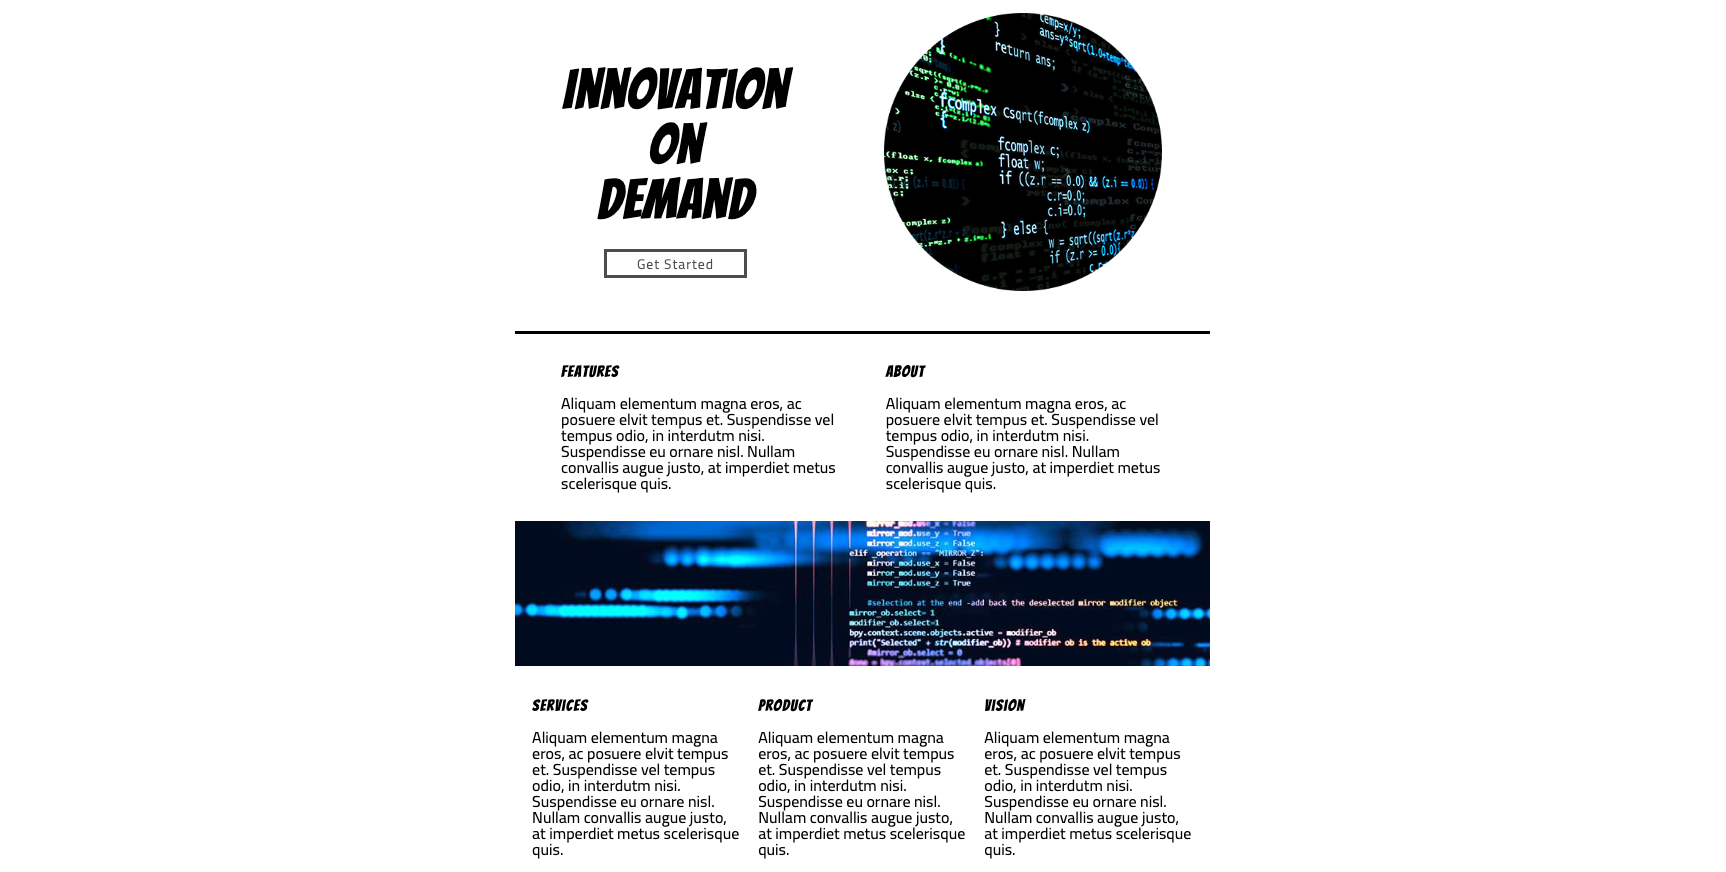 INNOVATION
ON
DEMAND
Get Started
}
temp=x/y;
ans=y*sqrt(1.0+temp*
return ans;
fcomplex Csqrt(fcomplex z)
{
fcomplex c;
float w;
if ((z.r == 0.0) && (z.i == 0.0)) {
c.r=0.0;
c.i=0.0;
} else {
w = sqrt((sqrt(z.r*
if (z.r >= 0.0){
FEATURES
Aliquam elementum magna eros, ac
posuere elvit tempus et. Suspendisse vel
tempus odio, in interdutm nisi.
Suspendisse eu ornare nisl. Nullam
convallis augue justo, at imperdiet metus
scelerisque quis.
ABOUT
Aliquam elementum magna eros, ac
posuere elvit tempus et. Suspendisse vel
tempus odio, in interdutm nisi.
Suspendisse eu ornare nisl. Nullam
convallis augue justo, at imperdiet metus
scelerisque quis.
mirror_mod.use_x = False
mirror_mod.use_y = True
mirror_mod.use_z = False
elif _operation == "MIRROR_Z":
mirror_mod.use_x = False
mirror_mod.use_y = False
mirror_mod.use_z = True
#selection at the end -add back the deselected mirror modifier object
mirror_ob.select= 1
modifier_ob.select=1
bpy.context.scene.objects.active = modifier_ob
print("Selected" + str(modifier_ob)) # modifier ob is the active ob
#mirror_ob.select = 0
= bpy.context.selected_objects[0]
SERVICES
Aliquam elementum magna
eros, ac posuere elvit tempus
et. Suspendisse vel tempus
odio, in interdutm nisi.
Suspendisse eu ornare nisl.
Nullam convallis augue justo,
at imperdiet metus scelerisque
quis.
PRODUCT
Aliquam elementum magna
eros, ac posuere elvit tempus
et. Suspendisse vel tempus
odio, in interdutm nisi.
Suspendisse eu ornare nisl.
Nullam convallis augue justo,
at imperdiet metus scelerisque
quis.
VISION
Aliquam elementum magna
eros, ac posuere elvit tempus
et. Suspendisse vel tempus
odio, in interdutm nisi.
Suspendisse eu ornare nisl.
Nullam convallis augue justo,
at imperdiet metus scelerisque
quis.